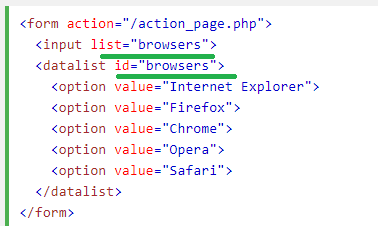 <form action="/action_page.php">
<input list="browsers">
<datalist id="browsers">
<option value="Internet Explorer">
<option value="Firefox">
<option value="Chrome">
<option value="Opera">
<option value="Safari">
</datalist>
</form>